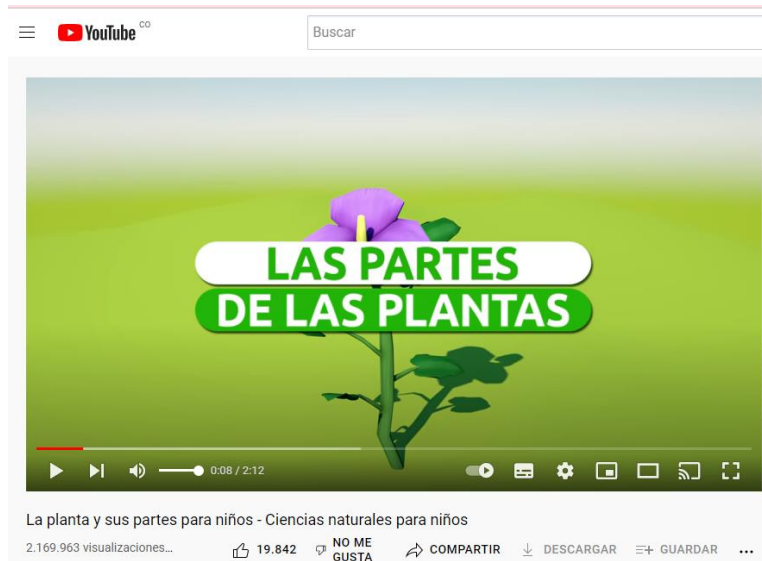 YouTube CO
Buscar
LAS PARTES
DE LAS PLANTAS
0:08 / 2:12
La planta y sus partes para niños - Ciencias naturales para niños
2.169.963 visualizaciones... 19.842 NO ME GUSTA COMPARTIR DESCARGAR GUARDAR ...